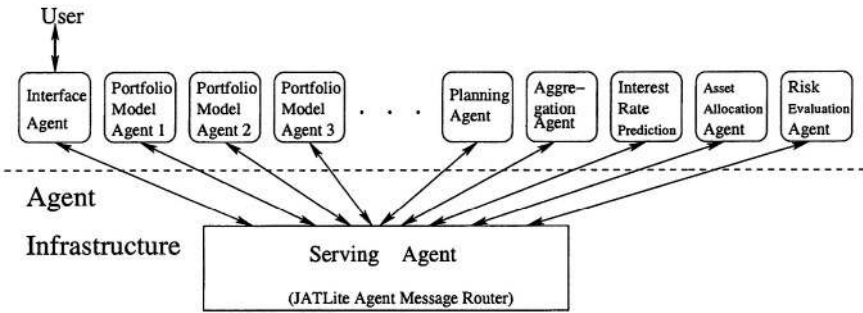 User
Interface
Agent
Portfolio
Model
Agent 1
Portfolio
Model
Agent 2
Portfolio
Model
Agent 3
. . . .
Planning
Agent
Aggre-
gation
Agent
Interest
Rate
Prediction
Asset
Allocation
Agent
Risk
Evaluation
Agent
Agent
Infrastructure
Serving Agent
(JATLite Agent Message Router)